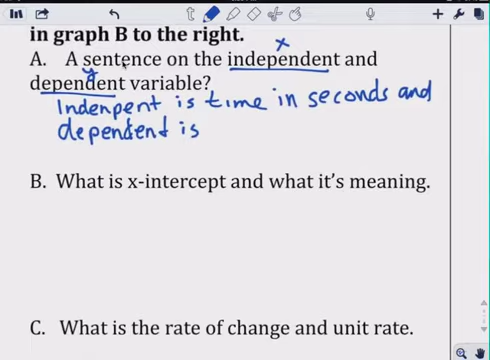 in graph B to the right.
x
A. A sentence on the independent and
y
dependent variable?
Indenpent is time in seconds and
dependent is
B. What is x-intercept and what it's meaning.
C. What is the rate of change and unit rate.